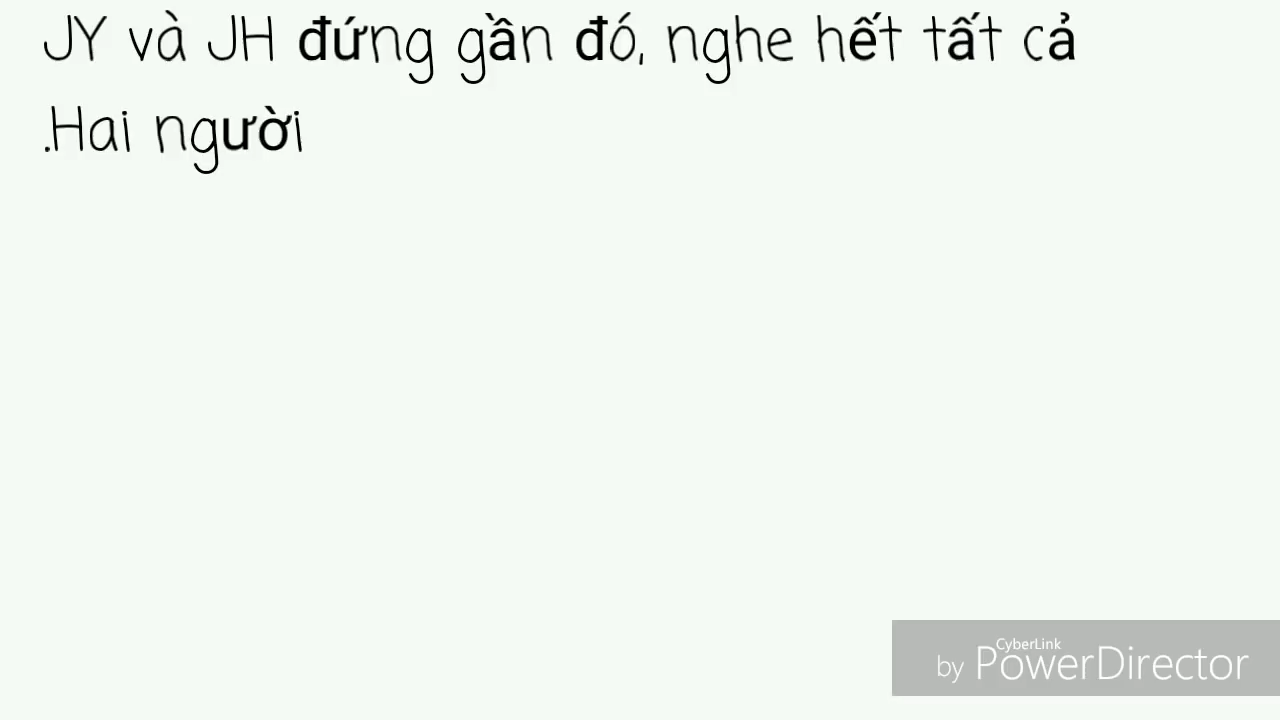 JY và JH đứng gần đó, nghe hết tất cả
.Hai người
CyberLink
by PowerDirector